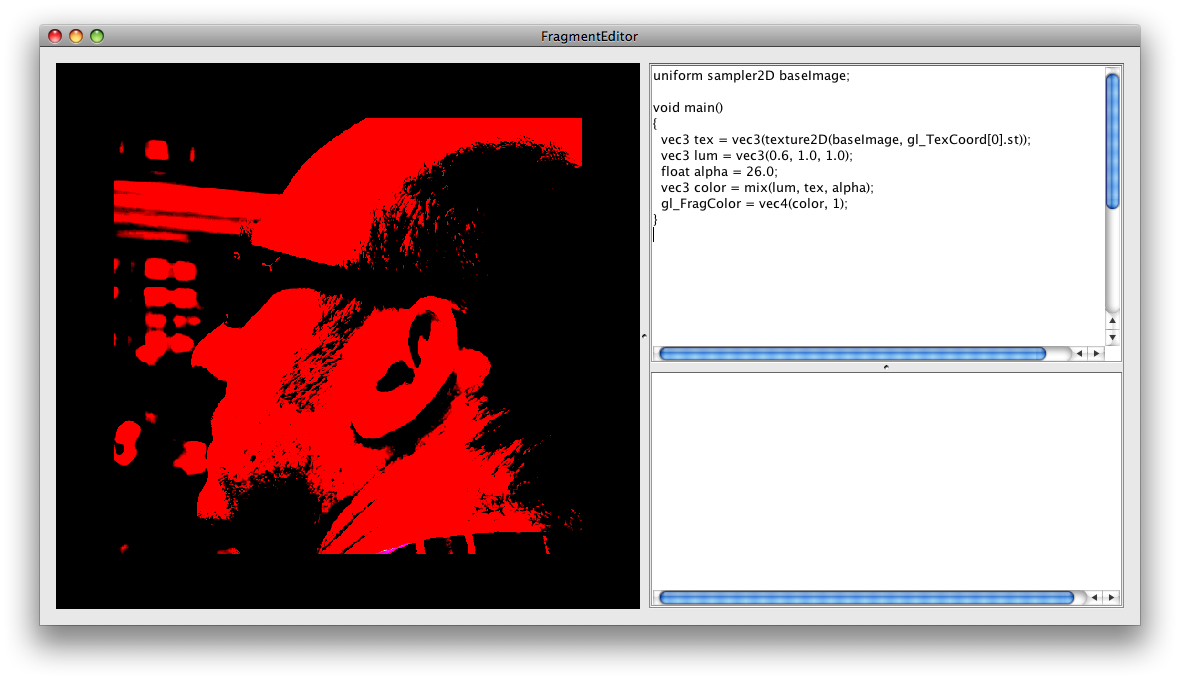 FragmentEditor
uniform sampler2D baseImage;
void main()
{
vec3 tex = vec3(texture2D(baseImage, gl_TexCoord[0].st));
vec3 lum = vec3(0.6, 1.0, 1.0);
float alpha = 26.0;
vec3 color = mix(lum, tex, alpha);
gl_FragColor = vec4(color, 1);
}